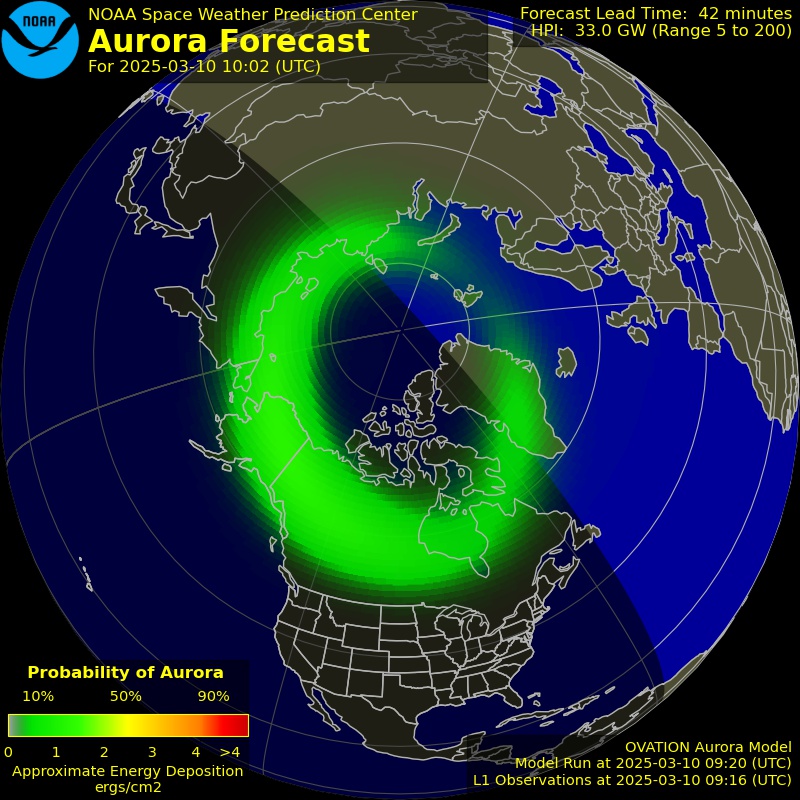 NOAA
NOAA Space Weather Prediction Center
Aurora Forecast
For 2025-03-10 10:02 (UTC)
Forecast Lead Time: 42 minutes
HPI: 33.0 GW (Range 5 to 200)
Probability of Aurora
10% 50% 90%
0 1 2 3 4 >4
Approximate Energy Deposition
ergs/cm2
OVATION Aurora Model
Model Run at 2025-03-10 09:20 (UTC)
L1 Observations at 2025-03-10 09:16 (UTC)